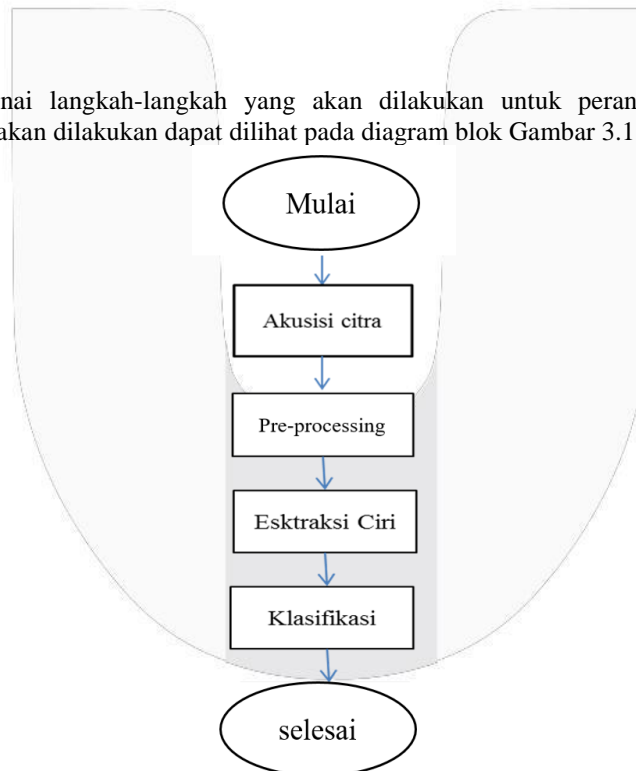 nai langkah-langkah yang akan dilakukan untuk peran
akan dilakukan dapat dilihat pada diagram blok Gambar 3.1
Mulai
Akusisi citra
Pre-processing
Esktraksi Ciri
Klasifikasi
selesai